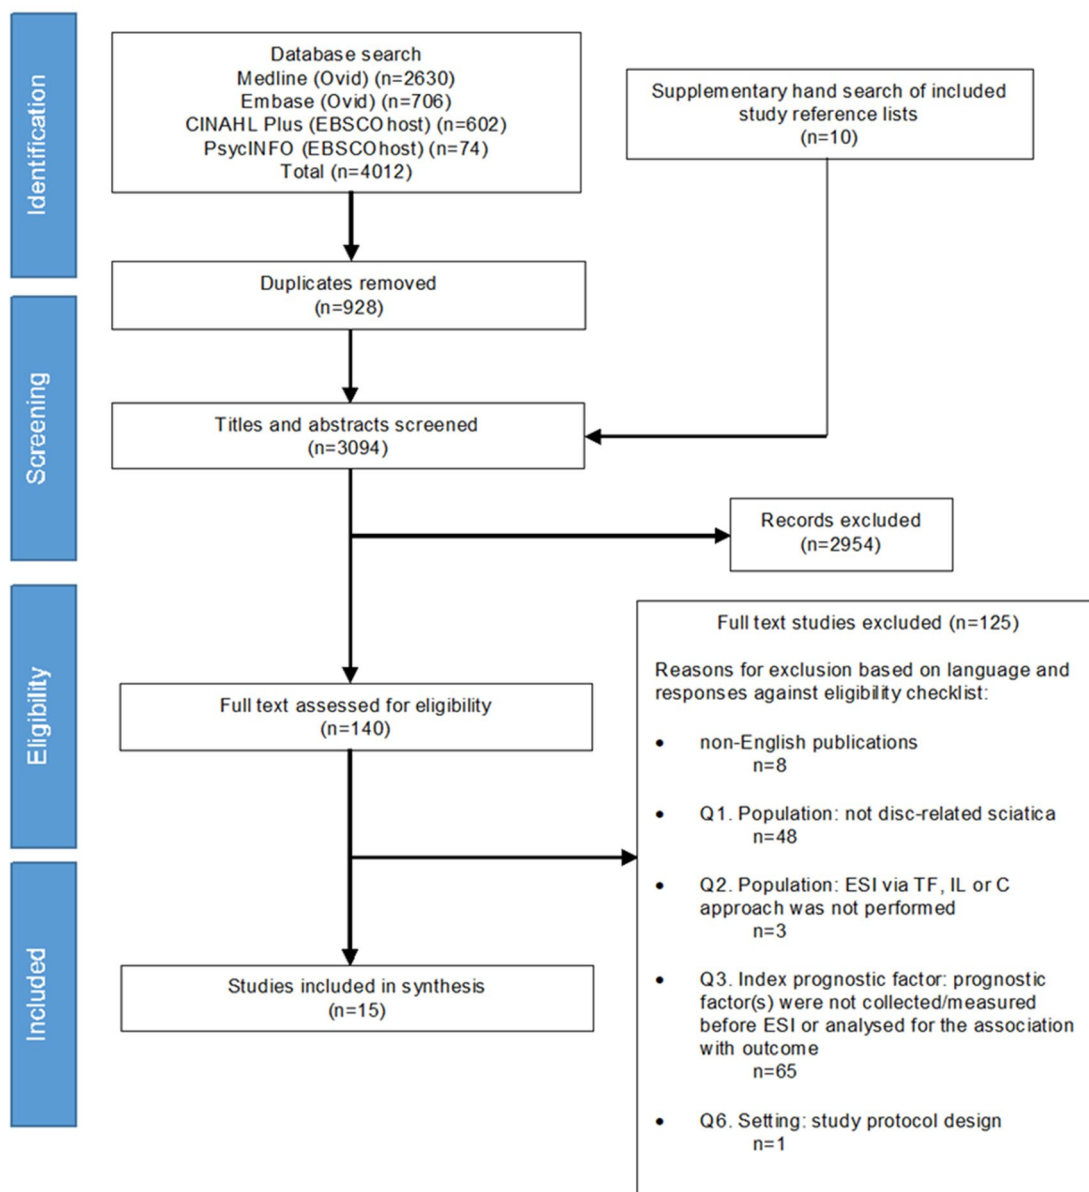 Identification
Database search
Medline (Ovid) (n=2630)
Embase (Ovid) (n=706)
CINAHL Plus (EBSCOhost) (n=602)
PsycINFO (EBSCOhost) (n=74)
Total (n=4012)
Supplementary hand search of included
study reference lists
(n=10)
Duplicates removed
(n=928)
Screening
Titles and abstracts screened
(n=3094)
Records excluded
(n=2954)
Eligibility
Full text assessed for eligibility
(n=140)
Full text studies excluded (n=125)
Reasons for exclusion based on language and
responses against eligibility checklist:
• non-English publications
n=8
• Q1. Population: not disc-related sciatica
n=48
• Q2. Population: ESI via TF, IL or C
approach was not performed
n=3
• Q3. Index prognostic factor: prognostic
factor(s) were not collected/measured
before ESI or analysed for the association
with outcome
n=65
• Q6. Setting: study protocol design
n=1
Included
Studies included in synthesis
(n=15)